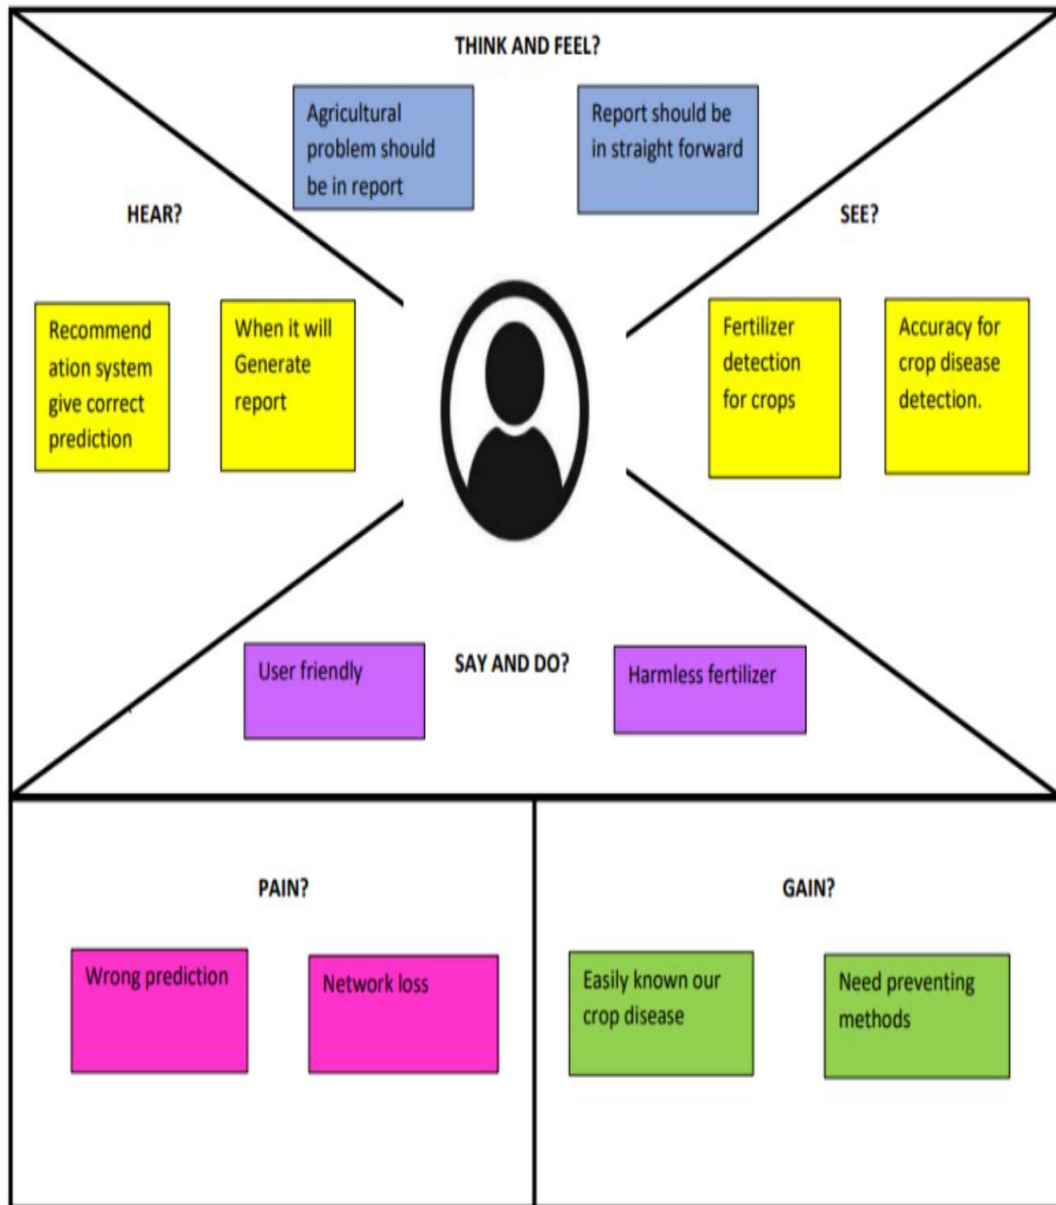 THINK AND FEEL?
Agricultural
problem should
be in report
Report should be
in straight forward
HEAR?
Recommend
ation system
give correct
prediction
When it will
Generate
report
SEE?
Fertilizer
detection
for crops
Accuracy for
crop disease
detection.
SAY AND DO?
User friendly
Harmless fertilizer
PAIN?
Wrong prediction
Network loss
GAIN?
Easily known our
crop disease
Need preventing
methods